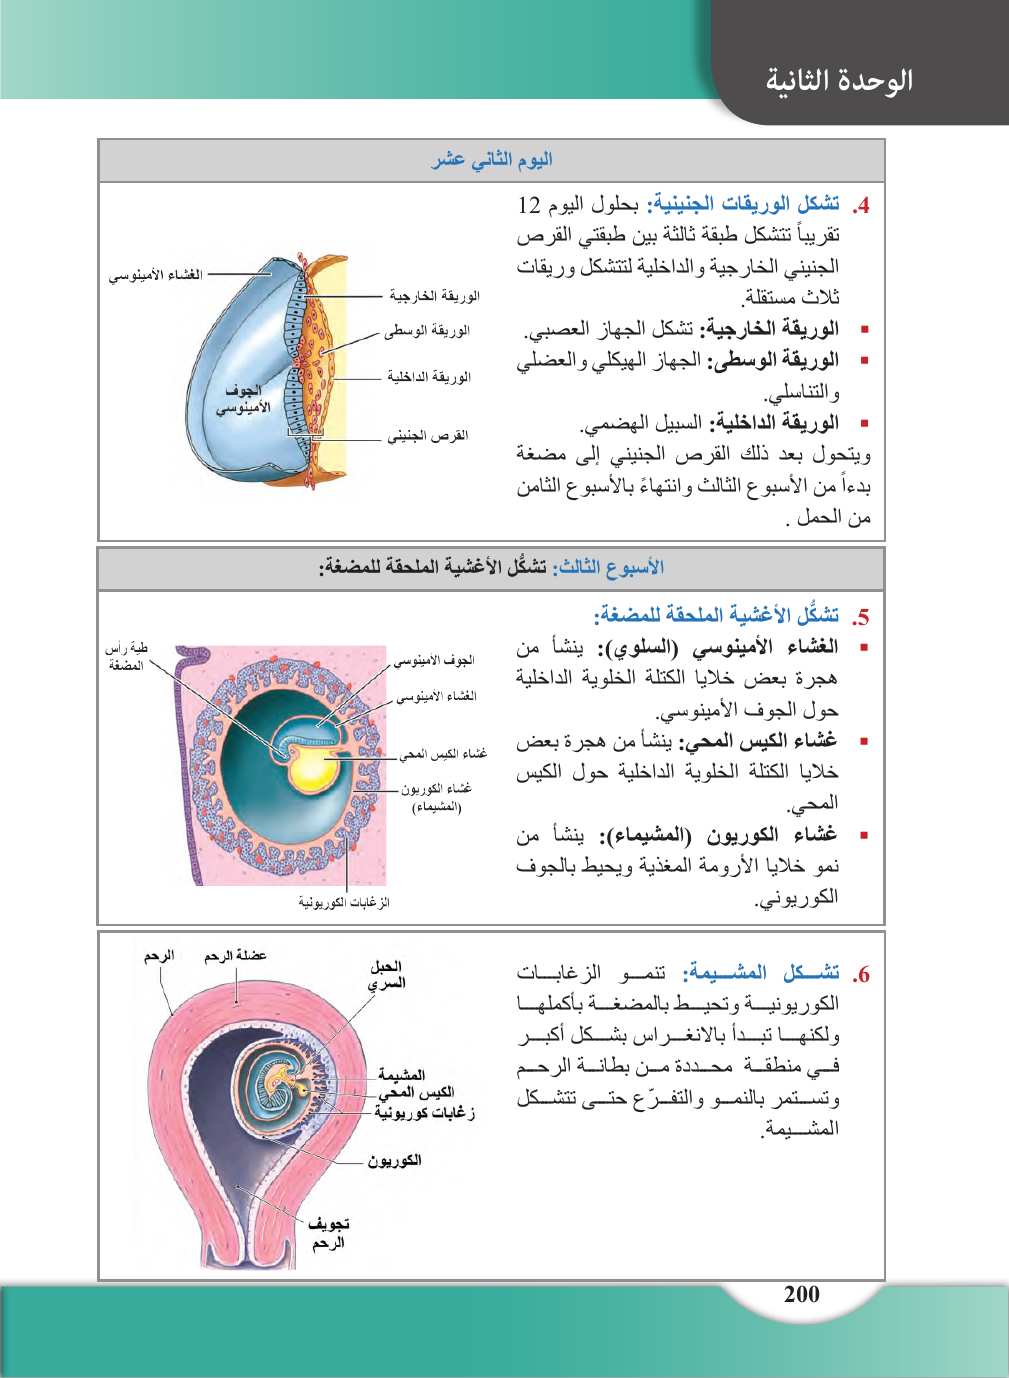 الوحدة الثانية
اليوم الثاني عشر
4. تشكل الوريقات الجنينية: بحلول اليوم 12
تقريباً تتشكل طبقة ثالثة بين طبقتي القرص
الجنيني الخارجية والداخلية لتتشكل وريقات
ثلاث مستقلة.
▪ الوريقة الخارجية: تشكل الجهاز العصبي.
▪ الوريقة الوسطى: الجهاز الهيكلي والعضلي
والتناسلي.
▪ الوريقة الداخلية: السبيل الهضمي.
ويتحول بعد ذلك القرص الجنيني إلى مضغة
بدءاً من الأسبوع الثالث وانتهاءً بالأسبوع الثامن
من الحمل .
الغشاء الأمينوسي
الوريقة الخارجية
الوريقة الوسطى
الوريقة الداخلية
الجوف
الأمينوسي
القرص الجنيني
الأسبوع الثالث: تشكُّل الأغشية الملحقة للمضغة:
5. تشكُّل الأغشية الملحقة للمضغة:
▪ الغشاء الأمينوسي (السلوي): ينشأ من
هجرة بعض خلايا الكتلة الخلوية الداخلية
حول الجوف الأمينوسي.
▪ غشاء الكيس المحي: ينشأ من هجرة بعض
خلايا الكتلة الخلوية الداخلية حول الكيس
المحي.
▪ غشاء الكوريون (المشيماء): ينشأ من
نمو خلايا الأرومة المغذية ويحيط بالجوف
الكوريوني.
طية رأس
المضغة
الجوف الأمينوسي
الغشاء الأمينوسي
غشاء الكيس المحي
غشاء الكوريون
(المشيماء)
الزغابات الكوريونية
6. تشكل المشيمة: تنمو الزغابات
الكوريونية وتحيط بالمضغة بأكملها
ولكنها تبدأ بالانغراس بشكل أكبر
في منطقة محددة من بطانة الرحم
وتستمر بالنمو والتفرّع حتى تتشكل
المشيمة.
الرحم
عضلة الرحم
الحبل
السري
المشيمة
الكيس المحي
زغابات كوريونية
الكوريون
تجويف
الرحم
200